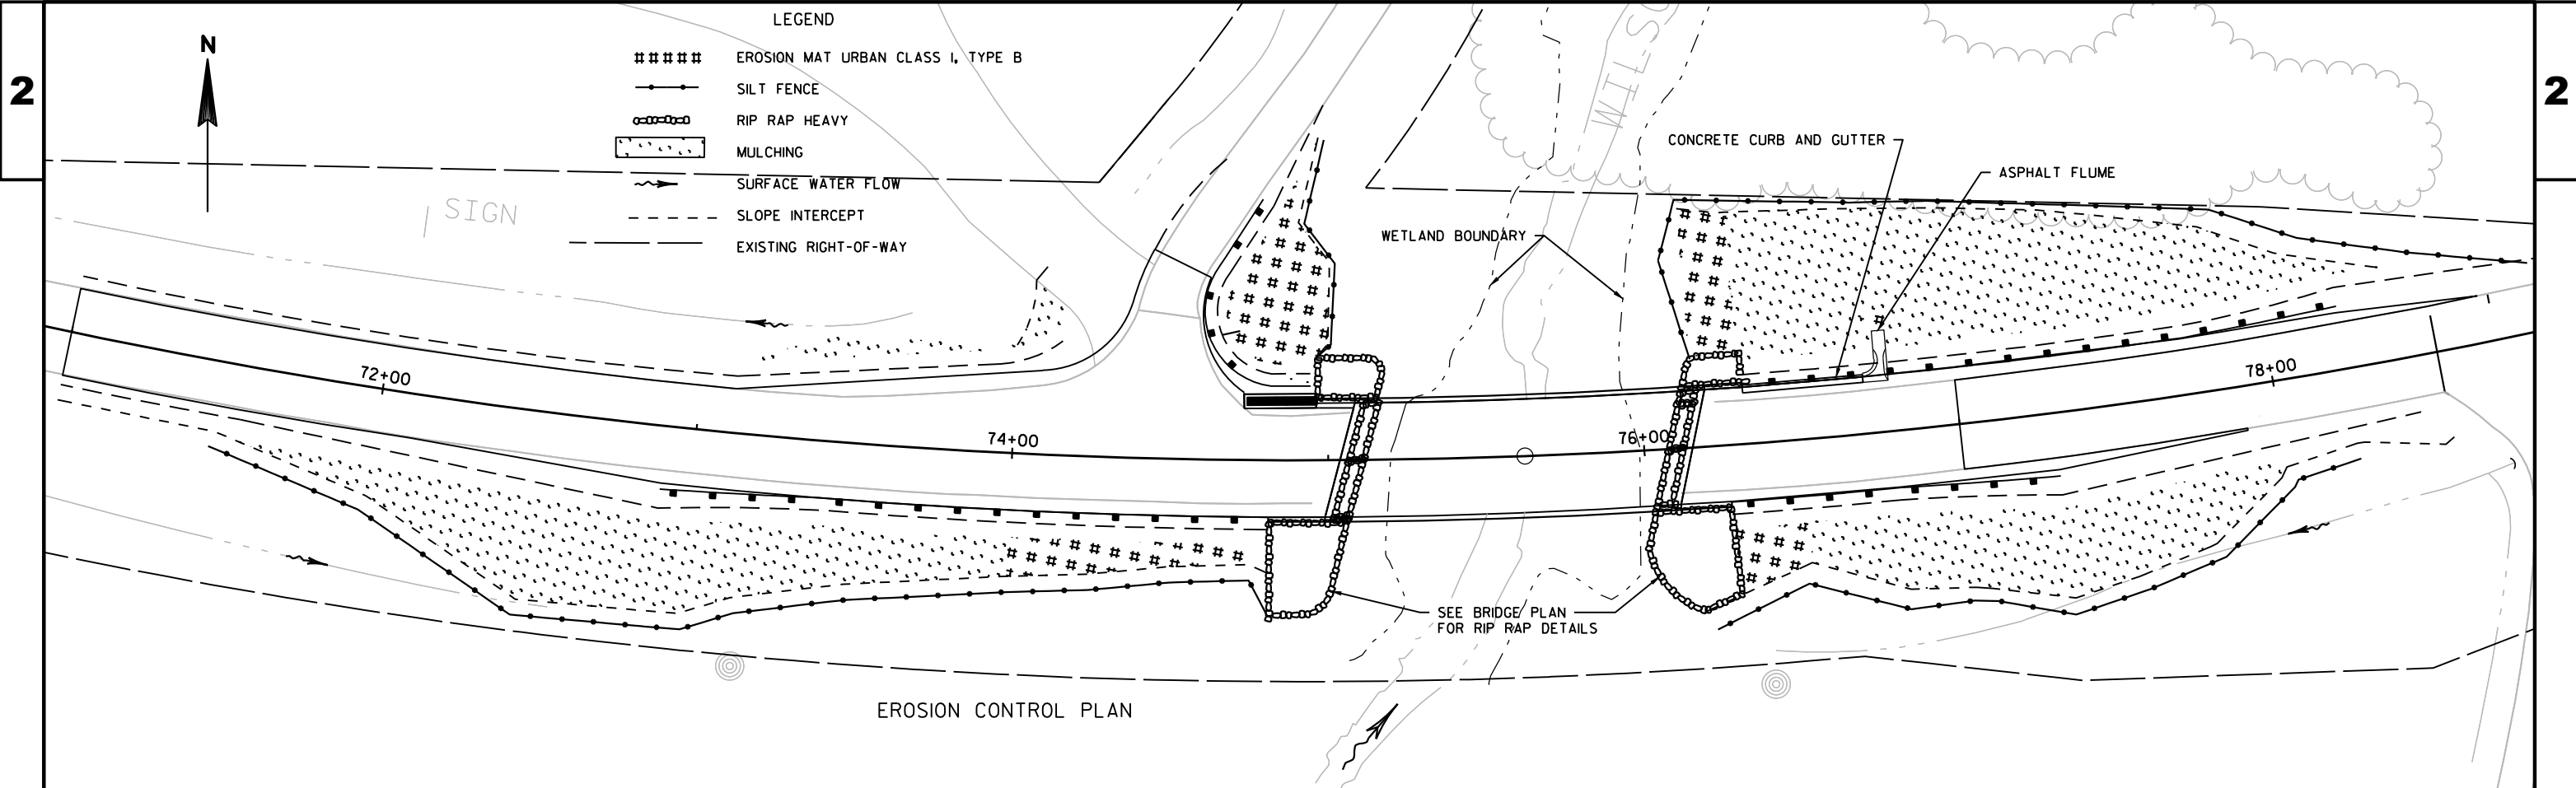 2
N
LEGEND
EROSION MAT URBAN CLASS I, TYPE B
SILT FENCE
RIP RAP HEAVY
MULCHING
SURFACE WATER FLOW
SLOPE INTERCEPT
EXISTING RIGHT-OF-WAY
2
SIGN
CONCRETE CURB AND GUTTER
ASPHALT FLUME
WETLAND BOUNDARY
72+00
74+00
76+00
78+00
SEE BRIDGE PLAN
FOR RIP RAP DETAILS
EROSION CONTROL PLAN